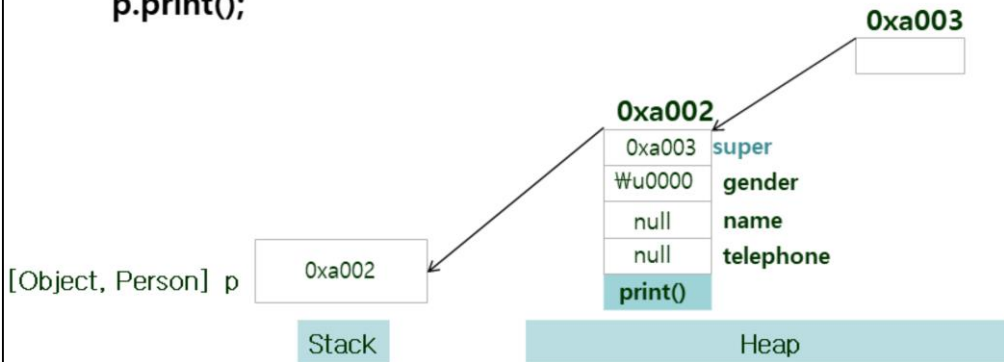 p.print();
0xa003
0xa002
0xa003 super
₩u0000 gender
null name
null telephone
[Object, Person] p 0xa002
print()
Stack Heap